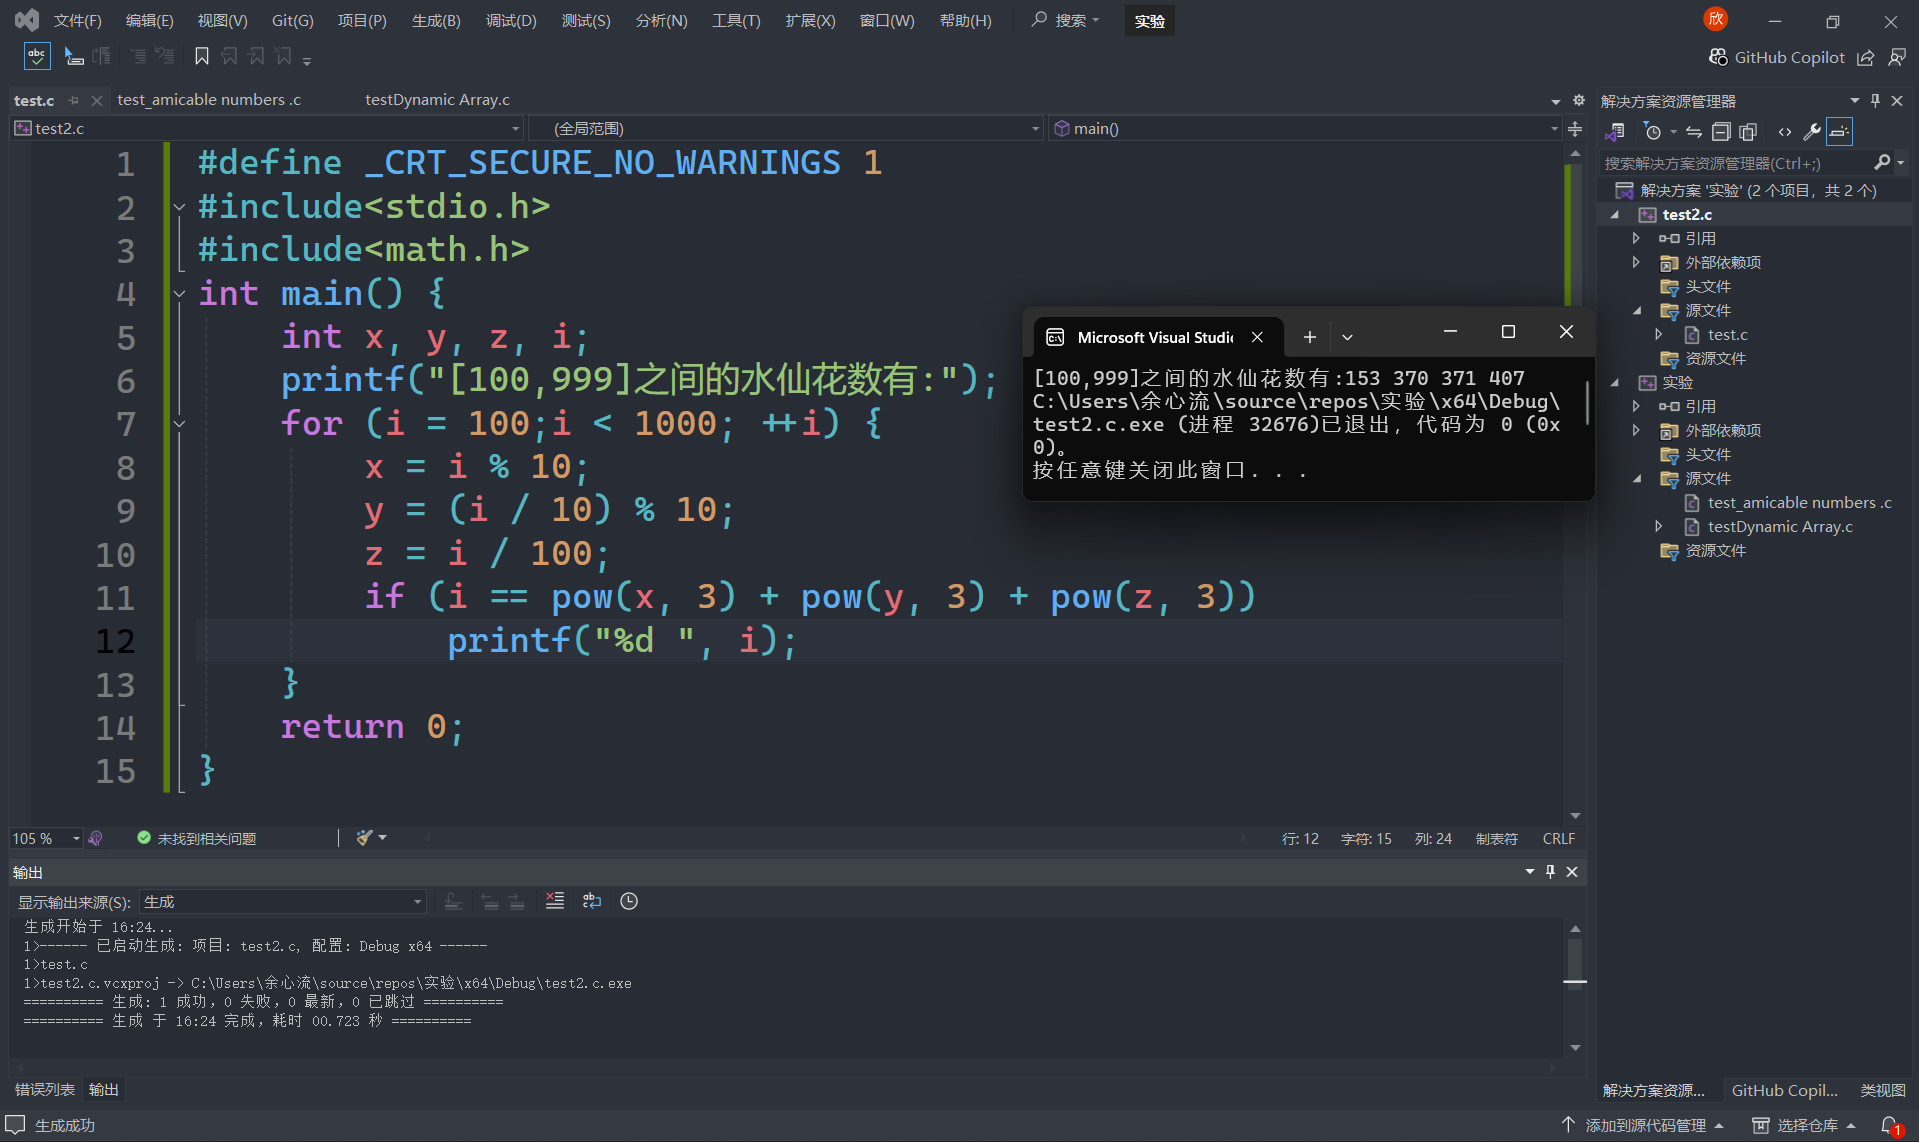 文件(F) 编辑(E) 视图(V) Git(G) 项目(P) 生成(B) 调试(D) 测试(S) 分析(N) 工具(T) 扩展(X) 窗口(W) 帮助(H) 搜索 实验 欣
abc GitHub Copilot
test.c test_amicable numbers .c testDynamic Array.c
test2.c (全局范围) main()
1 #define _CRT_SECURE_NO_WARNINGS 1
2 #include<stdio.h>
3 #include<math.h>
4 int main() {
5 int x, y, z, i;
6 printf("[100,999]之间的水仙花数有:");
7 for (i = 100;i < 1000; ++i) {
8 x = i % 10;
9 y = (i / 10) % 10;
10 z = i / 100;
11 if (i == pow(x, 3) + pow(y, 3) + pow(z, 3))
12 printf("%d ", i);
13 }
14 return 0;
15 }
Microsoft Visual Studi
[100,999]之间的水仙花数有:153 370 371 407
C:\Users\余心流\source\repos\实验\x64\Debug\
test2.c.exe (进程 32676)已退出，代码为 0 (0x
0)。
按任意键关闭此窗口. . .
105 % 未找到相关问题 行: 12 字符: 15 列: 24 制表符 CRLF
输出
显示输出来源(S): 生成
生成开始于 16:24...
1>------ 已启动生成: 项目: test2.c, 配置: Debug x64 ------
1>test.c
1>test2.c.vcxproj -> C:\Users\余心流\source\repos\实验\x64\Debug\test2.c.exe
========== 生成: 1 成功，0 失败，0 最新，0 已跳过 ==========
========== 生成 于 16:24 完成，耗时 00.723 秒 ==========
错误列表 输出
解决方案资源管理器
搜索解决方案资源管理器(Ctrl+;)
解决方案 '实验' (2 个项目，共 2 个)
test2.c
引用
外部依赖项
头文件
源文件
test.c
资源文件
实验
引用
外部依赖项
头文件
源文件
test_amicable numbers .c
testDynamic Array.c
资源文件
解决方案资源... GitHub Copil... 类视图
生成成功 添加到源代码管理 选择仓库 1